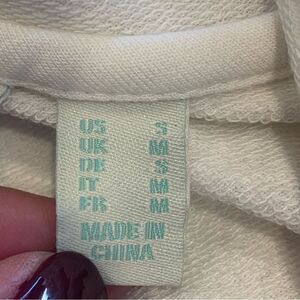 US S
UK M
DE S
IT M
FR M
MADE IN
CHINA